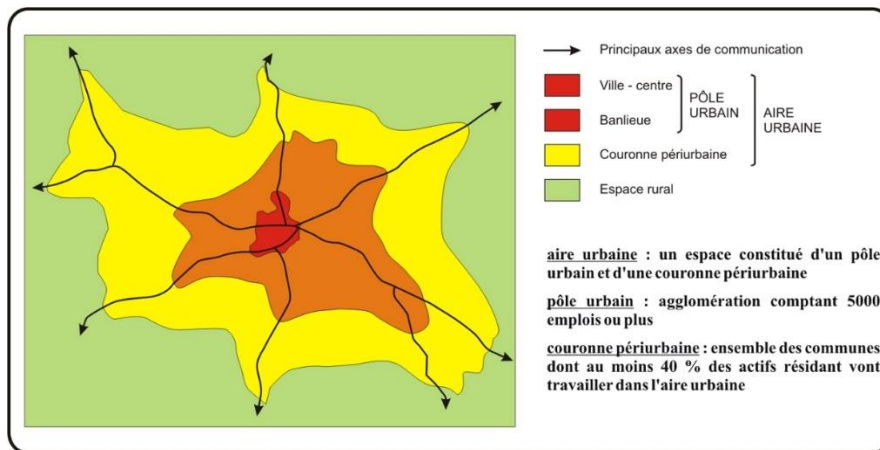 Principaux axes de communication
Ville - centre
Banlieue
PÔLE
URBAIN
AIRE
URBAINE
Couronne périurbaine
Espace rural
aire urbaine : un espace constitué d'un pôle
urbain et d'une couronne périurbaine
pôle urbain : agglomération comptant 5000
emplois ou plus
couronne périurbaine : ensemble des communes
dont au moins 40 % des actifs résidant vont
travailler dans l'aire urbaine